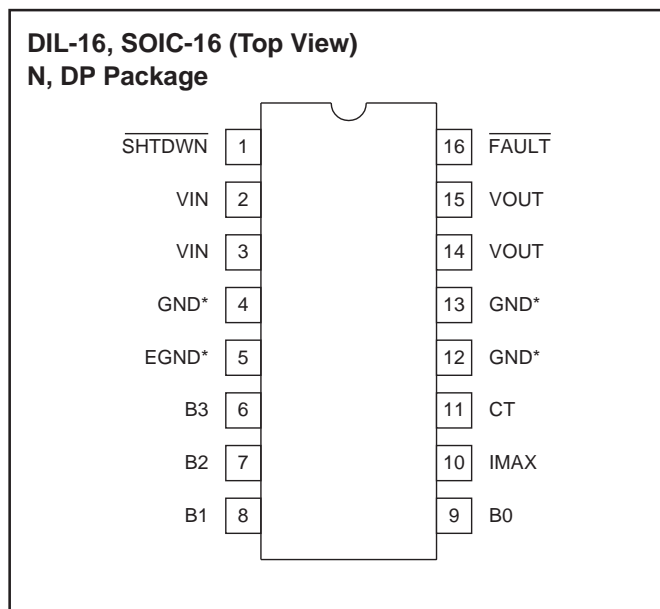 DIL-16, SOIC-16 (Top View)
N, DP Package
SHTDWN 1 16 FAULT
VIN 2 15 VOUT
VIN 3 14 VOUT
GND* 4 13 GND*
EGND* 5 12 GND*
B3 6 11 CT
B2 7 10 IMAX
B1 8 9 B0